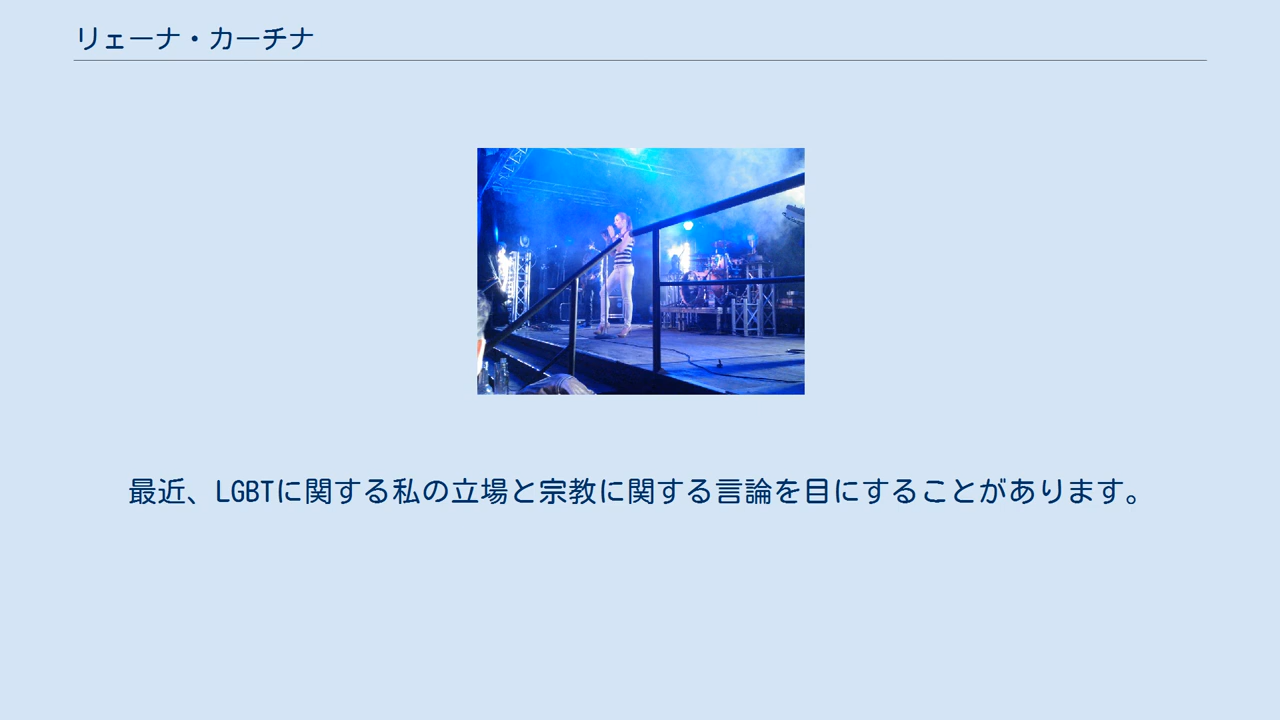 リェーナ・カーチナ
最近、LGBTに関する私の立場と宗教に関する言論を目にすることがあります。